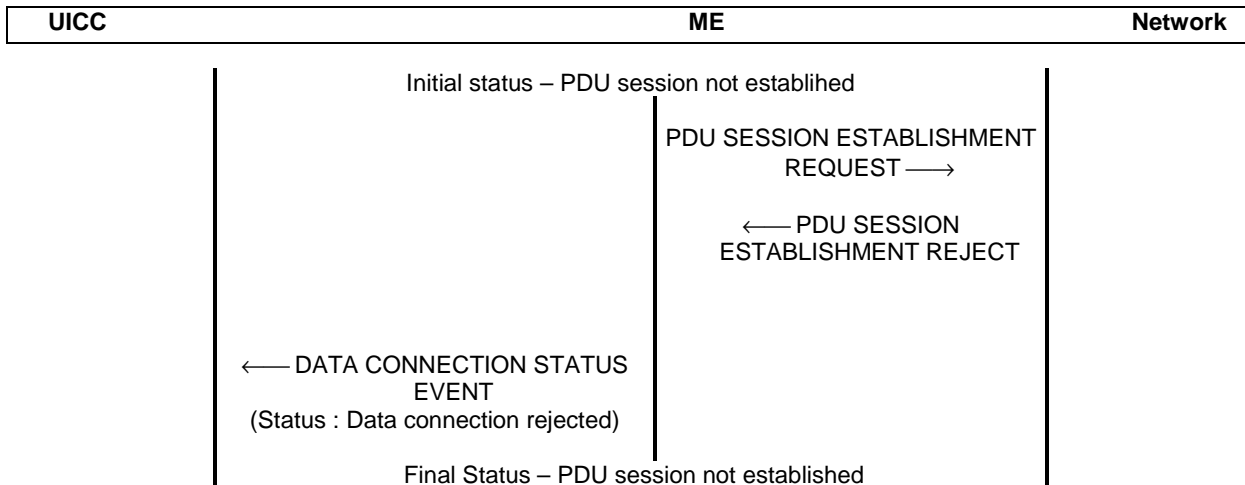 UICC ME Network
Initial status – PDU session not establihed
PDU SESSION ESTABLISHMENT
REQUEST ⟶
⟵ PDU SESSION
ESTABLISHMENT REJECT
⟵ DATA CONNECTION STATUS
EVENT
(Status : Data connection rejected)
Final Status – PDU session not established